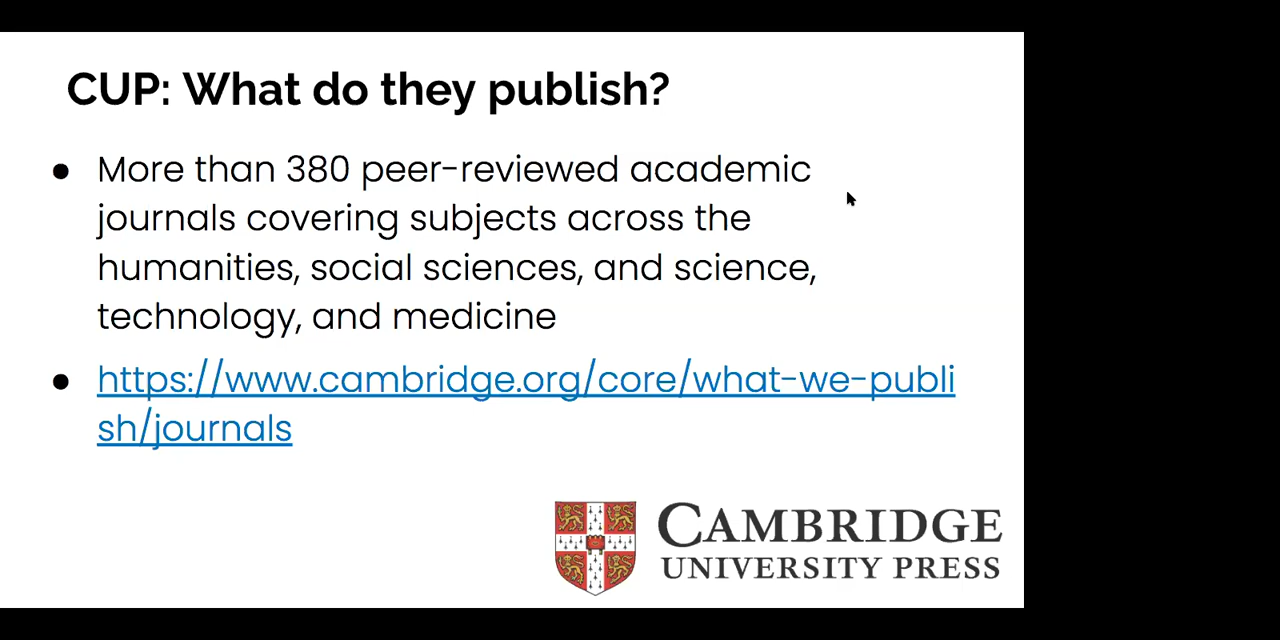 CUP: What do they publish?
● More than 380 peer-reviewed academic
journals covering subjects across the
humanities, social sciences, and science,
technology, and medicine
● https://www.cambridge.org/core/what-we-publi
sh/journals
CAMBRIDGE
UNIVERSITY PRESS